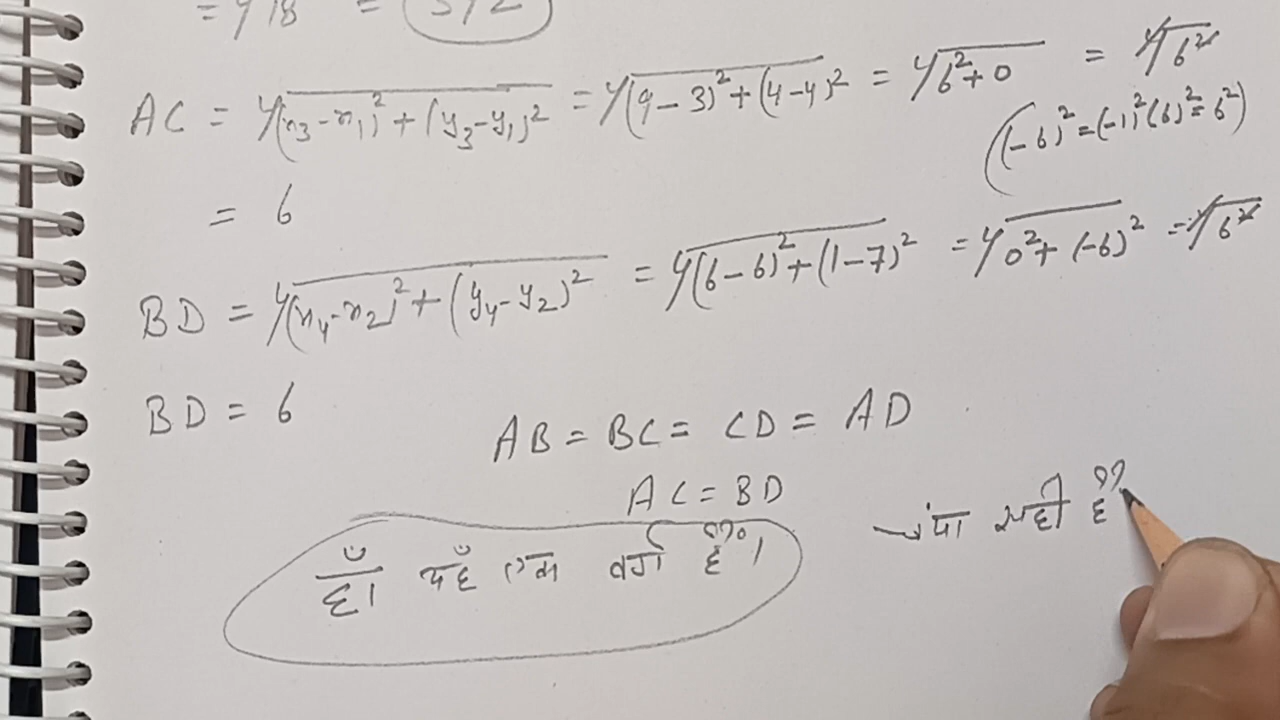 = √18 = 3√2
AC = √(x₃-x₁)² + (y₃-y₁)² = √(9-3)² + (4-4)² = √6²+0 = √6²
(-6)² = (-1)²(6)² = 6²)
= 6
BD = √(x₄-x₂)² + (y₄-y₂)² = √(6-6)² + (1-7)² = √0² + (-6)² = √6²
BD = 6
AB = BC = CD = AD
AC = BD
हाँ यह एक वर्ग है। सही है